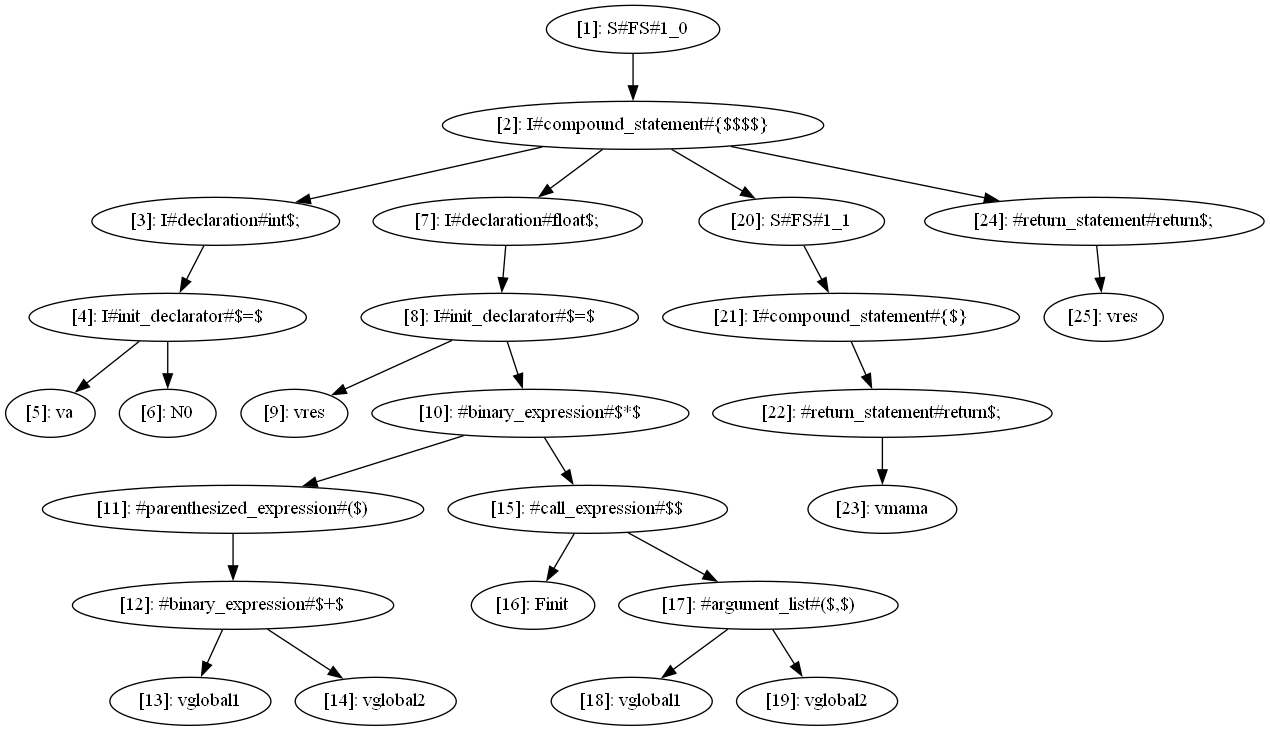 [1]: S#FS#1_0
[2]: I#compound_statement#{$$$$}
[3]: I#declaration#int$;
[7]: I#declaration#float$;
[20]: S#FS#1_1
[24]: #return_statement#return$;
[4]: I#init_declarator#$=$
[8]: I#init_declarator#$=$
[21]: I#compound_statement#{$}
[25]: vres
[5]: va
[6]: N0
[9]: vres
[10]: #binary_expression#$*$
[22]: #return_statement#return$;
[11]: #parenthesized_expression#($)
[15]: #call_expression#$$
[23]: vmama
[12]: #binary_expression#$+$
[16]: Finit
[17]: #argument_list#($,$)
[13]: vglobal1
[14]: vglobal2
[18]: vglobal1
[19]: vglobal2